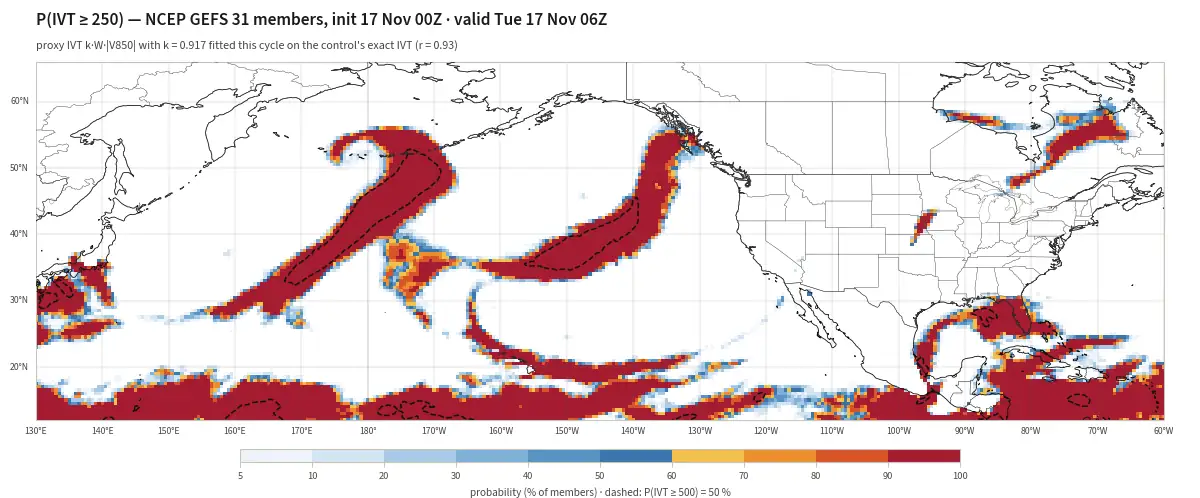 P(IVT ≥ 250) — NCEP GEFS 31 members, init 17 Nov 00Z · valid Tue 17 Nov 06Z
proxy IVT k·W·|V850| with k = 0.917 fitted this cycle on the control's exact IVT (r = 0.93)
60°N
50°N
40°N
30°N
20°N
130°E 140°E 150°E 160°E 170°E 180° 170°W 160°W 150°W 140°W 130°W 120°W 110°W 100°W 90°W 80°W 70°W 60°W
5 10 20 30 40 50 60 70 80 90 100
probability (% of members) · dashed: P(IVT ≥ 500) = 50 %